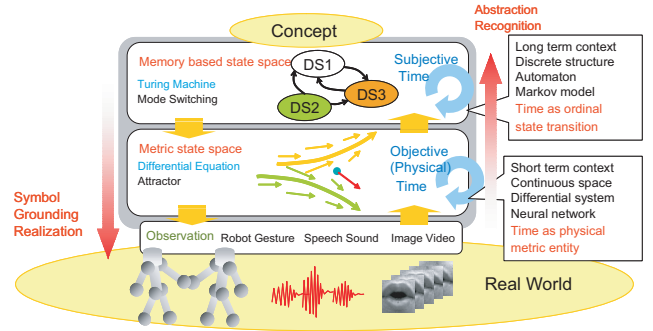 Concept
Abstraction
Recognition
Memory based state space
Turing Machine
Mode Switching
DS1
DS2
DS3
Subjective
Time
Long term context
Discrete structure
Automaton
Markov model
Time as ordinal
state transition
Metric state space
Differential Equation
Attractor
Objective
(Physical)
Time
Short term context
Continuous space
Differential system
Neural network
Time as physical
metric entity
Symbol
Grounding
Realization
Observation
Robot Gesture
Speech Sound
Image Video
Real World